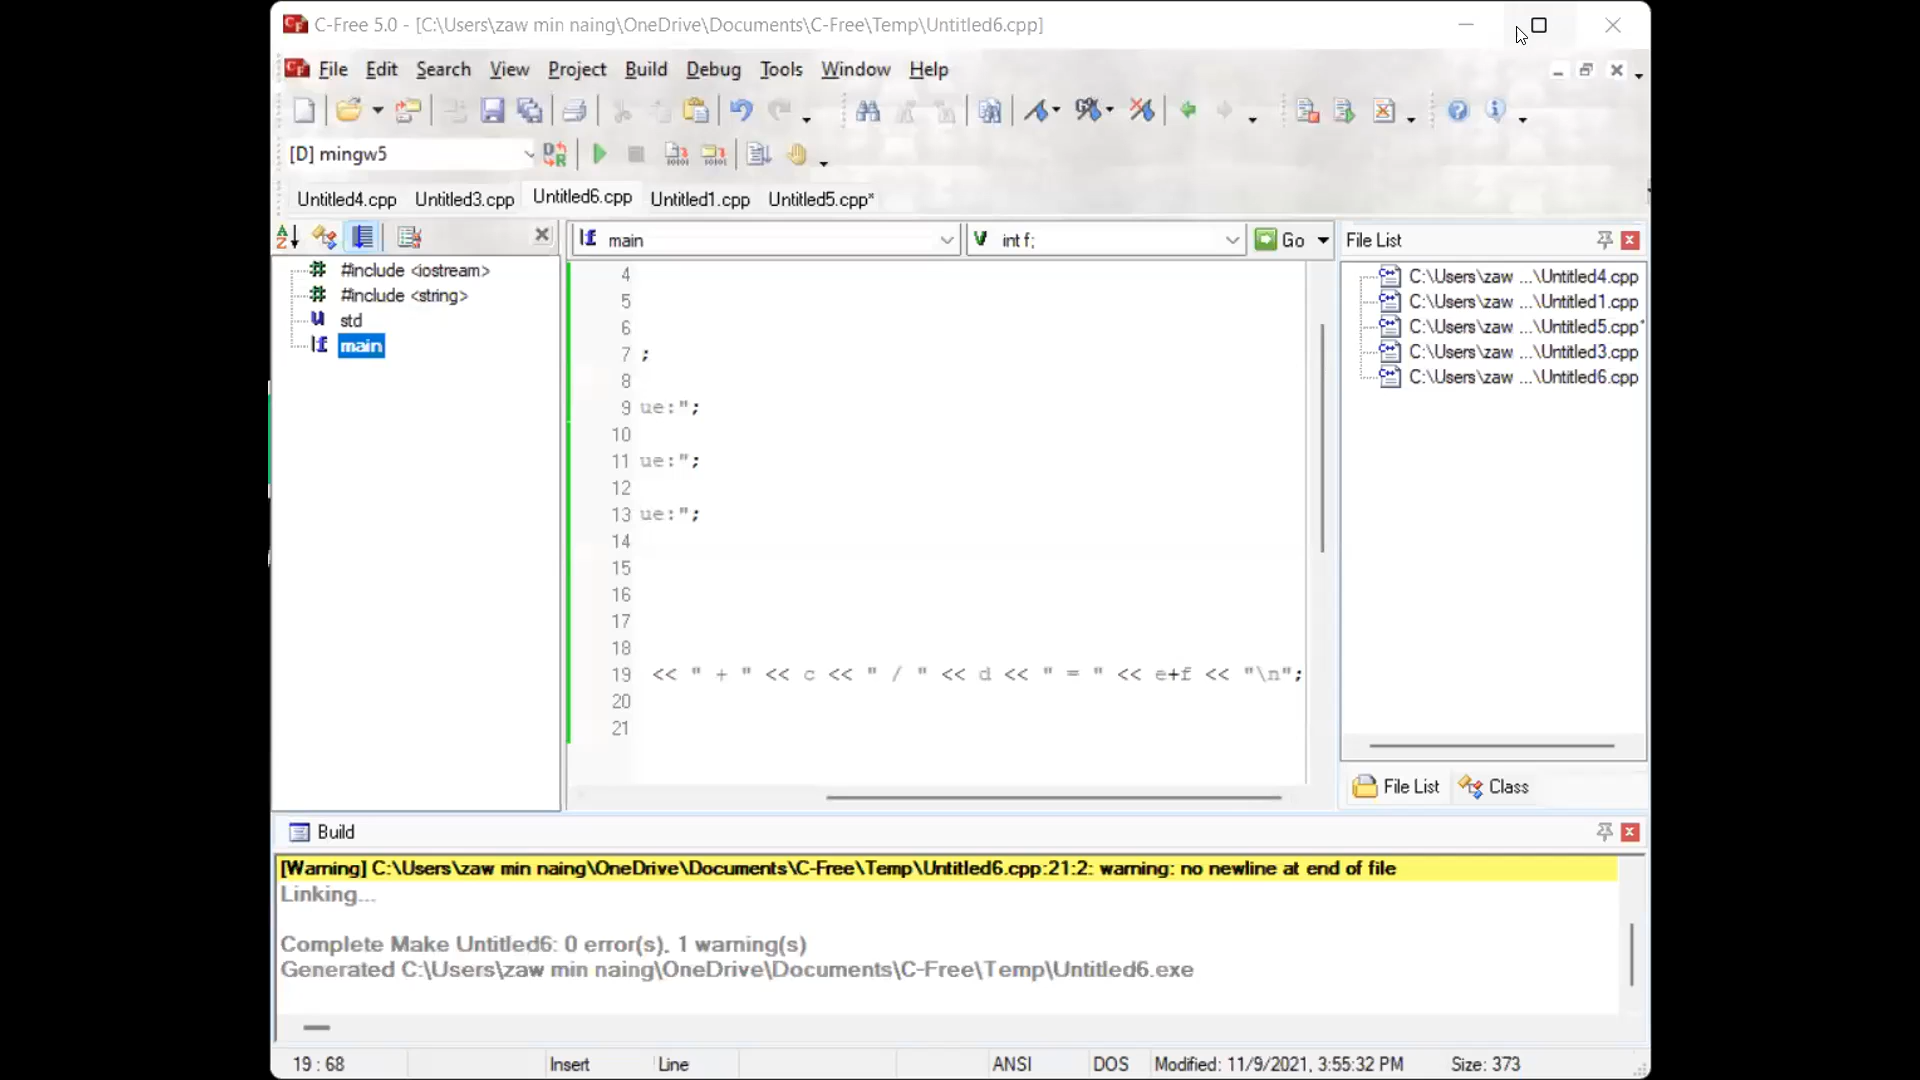 C-Free 5.0 - [C:\Users\zaw min naing\OneDrive\Documents\C-Free\Temp\Untitled6.cpp]
File Edit Search View Project Build Debug Tools Window Help
[D] mingw5
Untitled4.cpp Untitled3.cpp Untitled6.cpp Untitled1.cpp Untitled5.cpp*
main int f; Go File List
#include <iostream>
#include <string>
std
main
4
5
6
7 ;
8
9 ue:";
10
11 ue:";
12
13 ue:";
14
15
16
17
18
19 << " + " << c << " / " << d << " = " << e+f << "\n";
20
21
C:\Users\zaw ...\Untitled4.cpp
C:\Users\zaw ...\Untitled1.cpp
C:\Users\zaw ...\Untitled5.cpp*
C:\Users\zaw ...\Untitled3.cpp
C:\Users\zaw ...\Untitled6.cpp
File List Class
Build
[Warning] C:\Users\zaw min naing\OneDrive\Documents\C-Free\Temp\Untitled6.cpp:21:2: warning: no newline at end of file
Linking...
Complete Make Untitled6: 0 error(s), 1 warning(s)
Generated C:\Users\zaw min naing\OneDrive\Documents\C-Free\Temp\Untitled6.exe
19 : 68 Insert Line ANSI DOS Modified: 11/9/2021, 3:55:32 PM Size: 373